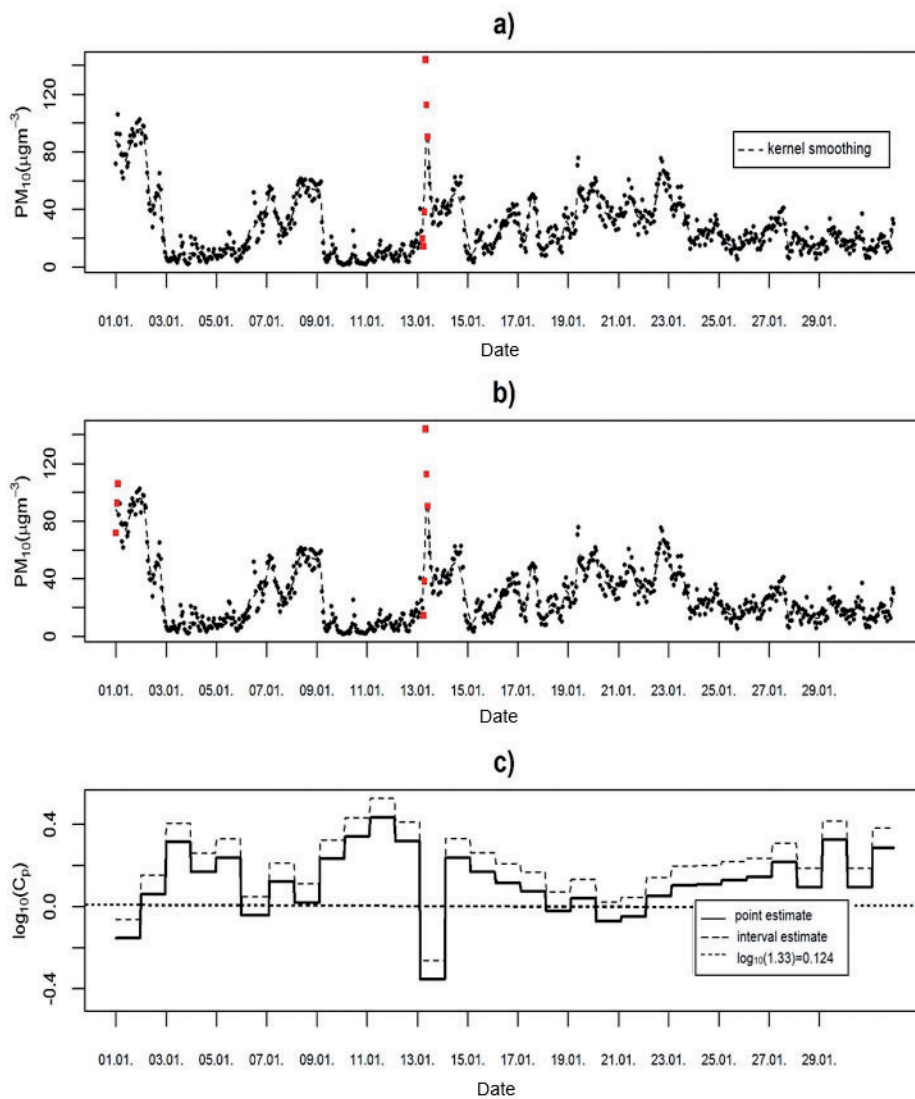 a)
PM10(µgm−3)
120
80
40
0
kernel smoothing
01.01. 03.01. 05.01. 07.01. 09.01. 11.01. 13.01. 15.01. 17.01. 19.01. 21.01. 23.01. 25.01. 27.01. 29.01.
Date
b)
PM10(µgm−3)
120
80
40
0
01.01. 03.01. 05.01. 07.01. 09.01. 11.01. 13.01. 15.01. 17.01. 19.01. 21.01. 23.01. 25.01. 27.01. 29.01.
Date
c)
log10(Cp)
0.4
0.0
-0.4
point estimate
interval estimate
log10(1.33)=0.124
01.01. 03.01. 05.01. 07.01. 09.01. 11.01. 13.01. 15.01. 17.01. 19.01. 21.01. 23.01. 25.01. 27.01. 29.01.
Date